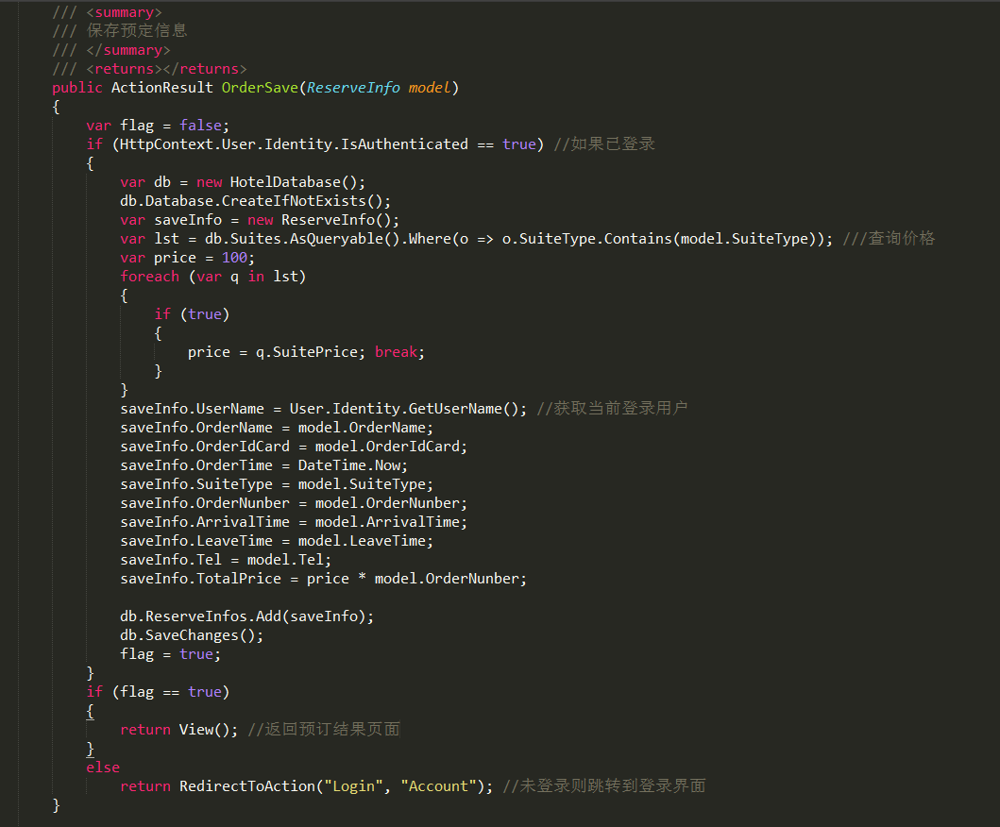 /// <summary>
/// 保存预定信息
/// </summary>
/// <returns></returns>
public ActionResult OrderSave(ReserveInfo model)
{
    var flag = false;
    if (HttpContext.User.Identity.IsAuthenticated == true) //如果已登录
    {
        var db = new HotelDatabase();
        db.Database.CreateIfNotExists();
        var saveInfo = new ReserveInfo();
        var lst = db.Suites.AsQueryable().Where(o => o.SuiteType.Contains(model.SuiteType)); ///查询价格
        var price = 100;
        foreach (var q in lst)
        {
            if (true)
            {
                price = q.SuitePrice; break;
            }
        }
        saveInfo.UserName = User.Identity.GetUserName(); //获取当前登录用户
        saveInfo.OrderName = model.OrderName;
        saveInfo.OrderIdCard = model.OrderIdCard;
        saveInfo.OrderTime = DateTime.Now;
        saveInfo.SuiteType = model.SuiteType;
        saveInfo.OrderNunber = model.OrderNunber;
        saveInfo.ArrivalTime = model.ArrivalTime;
        saveInfo.LeaveTime = model.LeaveTime;
        saveInfo.Tel = model.Tel;
        saveInfo.TotalPrice = price * model.OrderNunber;

        db.ReserveInfos.Add(saveInfo);
        db.SaveChanges();
        flag = true;
    }
    if (flag == true)
    {
        return View(); //返回预订结果页面
    }
    else
        return RedirectToAction("Login", "Account"); //未登录则跳转到登录界面
}